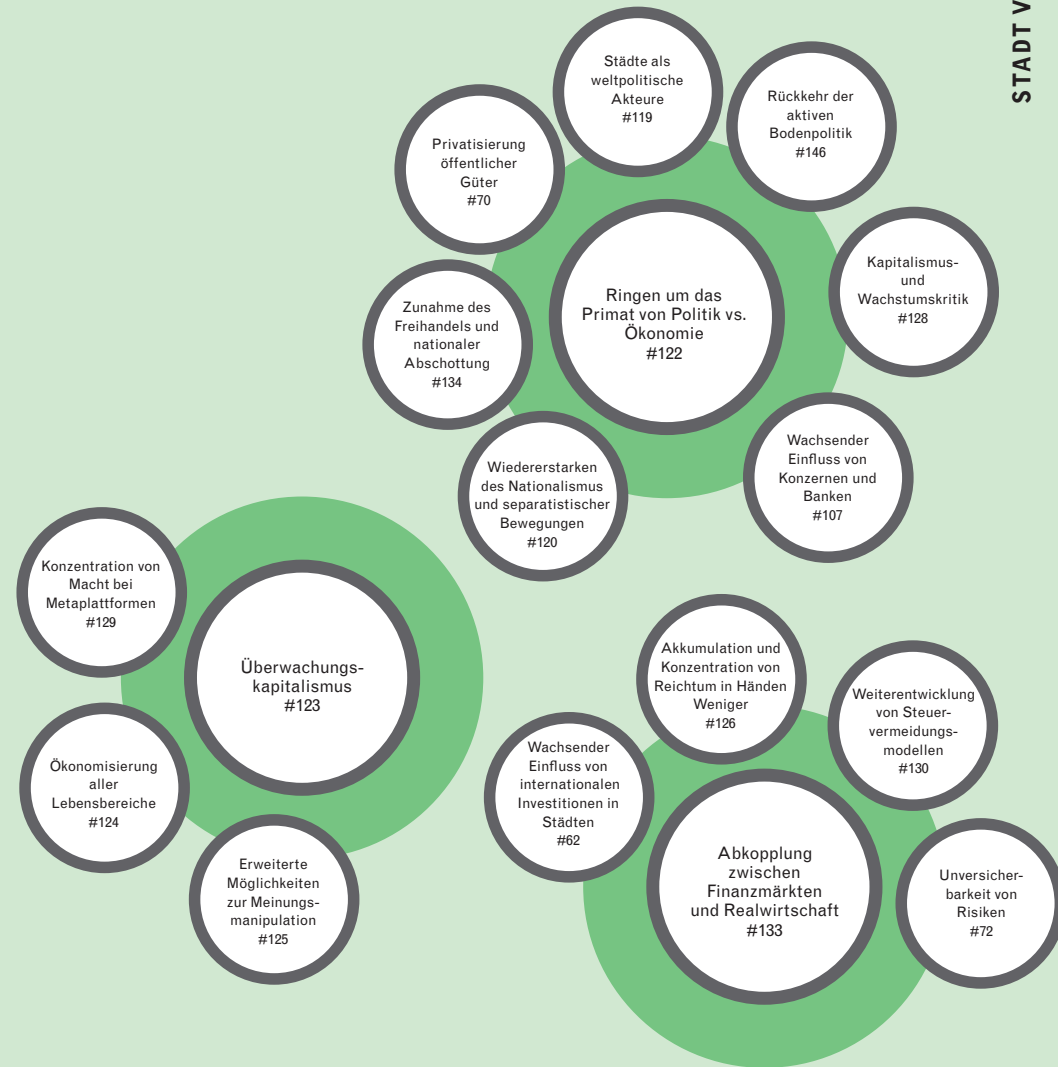 STADT V
Städte als
weltpolitische
Akteure
#119
Rückkehr der
aktiven
Bodenpolitik
#146
Privatisierung
öffentlicher
Güter
#70
Kapitalismus-
und
Wachstumskritik
#128
Zunahme des
Freihandels und
nationaler
Abschottung
#134
Ringen um das
Primat von Politik vs.
Ökonomie
#122
Wachsender
Einfluss von
Konzernen und
Banken
#107
Wiedererstarken
des Nationalismus
und separatistischer
Bewegungen
#120
Konzentration von
Macht bei
Metaplattformen
#129
Überwachungs-
kapitalismus
#123
Ökonomisierung
aller
Lebensbereiche
#124
Erweiterte
Möglichkeiten
zur Meinungs-
manipulation
#125
Akkumulation und
Konzentration von
Reichtum in Händen
Weniger
#126
Weiterentwicklung
von Steuer-
vermeidungs-
modellen
#130
Wachsender
Einfluss von
internationalen
Investitionen in
Städten
#62
Abkopplung
zwischen
Finanzmärkten
und Realwirtschaft
#133
Unversicher-
barkeit von
Risiken
#72